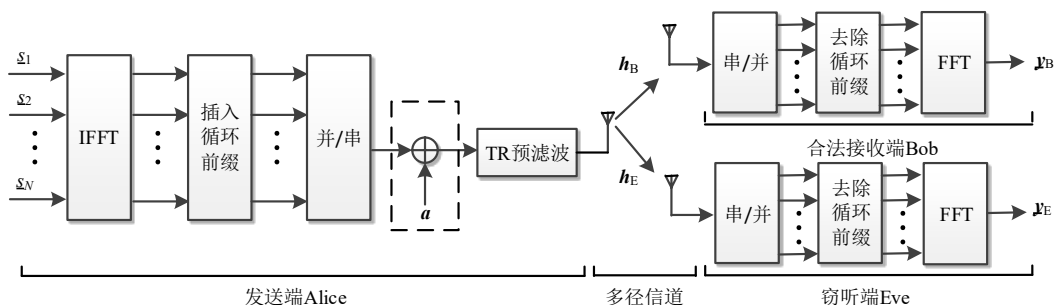 s1
s2
sN
IFFT
插入
循环
前缀
并/串
a
TR预滤波
hB
hE
串/并
去除
循环
前缀
FFT
yB
合法接收端Bob
串/并
去除
循环
前缀
FFT
yE
发送端Alice
多径信道
窃听端Eve